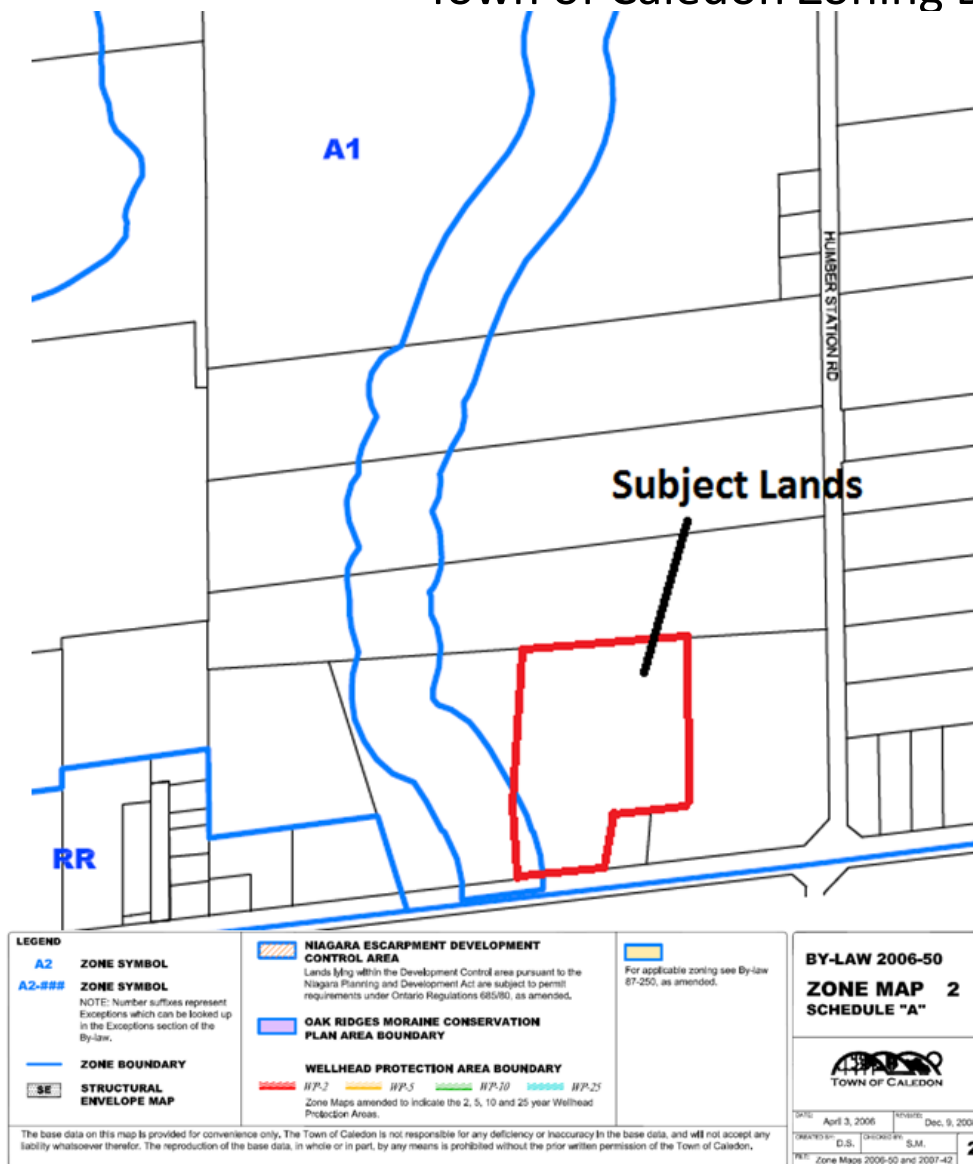 Town of Caledon Zoning
A1
HUMBER STATION RD
Subject Lands
RR
LEGEND
A2 ZONE SYMBOL
A2-### ZONE SYMBOL
NOTE: Number suffixes represent
Exceptions which can be looked up
in the Exceptions section of the
By-law.
ZONE BOUNDARY
SE STRUCTURAL
ENVELOPE MAP
NIAGARA ESCARPMENT DEVELOPMENT
CONTROL AREA
Lands lying within the Development Control area pursuant to the
Niagara Planning and Development Act are subject to permit
requirements under Ontario Regulations 685/80, as amended.
OAK RIDGES MORAINE CONSERVATION
PLAN AREA BOUNDARY
WELLHEAD PROTECTION AREA BOUNDARY
WP-2 WP-5 WP-10 WP-25
Zone Maps amended to indicate the 2, 5, 10 and 25 year Wellhead
Protection Areas.
For applicable zoning see By-law
87-250, as amended.
BY-LAW 2006-50
ZONE MAP 2
SCHEDULE "A"
TOWN OF CALEDON
DATE: April 3, 2006 REVISED: Dec. 9, 200
CREATED BY: D.S. CHECKED BY: S.M.
FILE: Zone Maps 2006-50 and 2007-42
The base data on this map is provided for convenience only. The Town of Caledon is not responsible for any deficiency or inaccuracy in the base data, and will not accept any
liability whatsoever therefor. The reproduction of the base data, in whole or in part, by any means is prohibited without the prior written permission of the Town of Caledon.